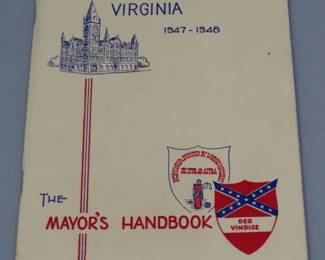 VIRGINIA
1947-1948
THE
MAYOR'S HANDBOOK
DEO
VINDICE